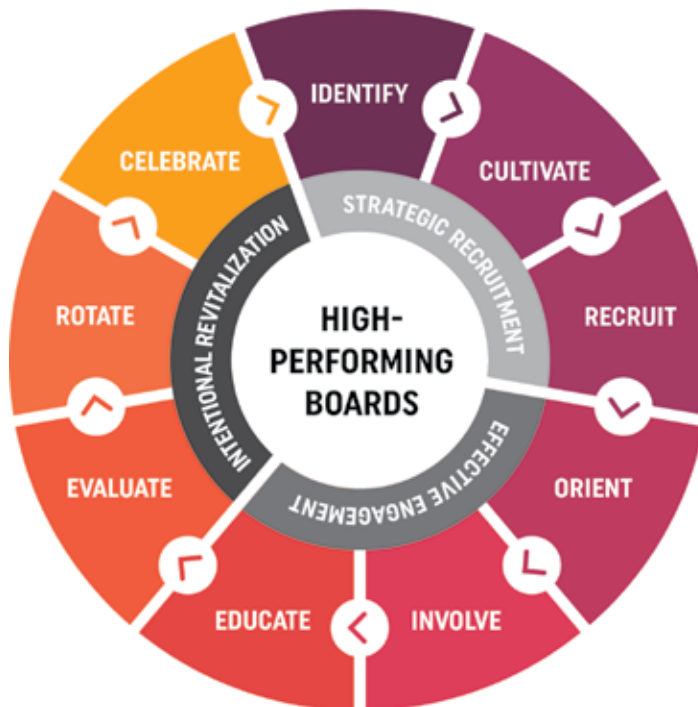 IDENTIFY
CULTIVATE
RECRUIT
ORIENT
INVOLVE
EDUCATE
EVALUATE
ROTATE
CELEBRATE
STRATEGIC RECRUITMENT
EFFECTIVE ENGAGEMENT
INTENTIONAL REVITALIZATION
HIGH-
PERFORMING
BOARDS